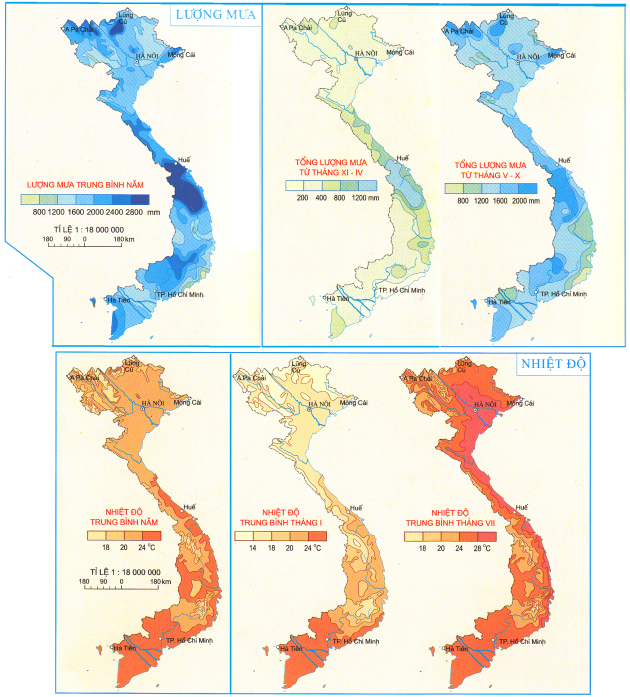 LƯỢNG MƯA
A Pa Chải
Lũng
Cú
HÀ NỘI
Móng Cái
Huế
LƯỢNG MƯA TRUNG BÌNH NĂM
800 1200 1600 2000 2400 2800 mm
TỈ LỆ 1 : 18 000 000
180 90 0 180km
Hà Tiên
TP. Hồ Chí Minh
Lũng
Cú
A Pa Chải
HÀ NỘI
Móng Cái
Huế
TỔNG LƯỢNG MƯA
TỪ THÁNG XI - IV
200 400 800 1200 mm
Hà Tiên
TP. Hồ Chí Minh
Lũng
Cú
A Pa Chải
HÀ NỘI
Móng Cái
Huế
TỔNG LƯỢNG MƯA
TỪ THÁNG V - X
800 1200 1600 2000 mm
Hà Tiên
TP. Hồ Chí Minh
NHIỆT ĐỘ
Lũng
Cú
A Pa Chải
HÀ NỘI
Móng Cái
Huế
NHIỆT ĐỘ
TRUNG BÌNH NĂM
18 20 24 °C
TỈ LỆ 1 : 18 000 000
180 90 0 180km
Hà Tiên
TP. Hồ Chí Minh
Lũng
Cú
A Pa Chải
HÀ NỘI
Móng Cái
Huế
NHIỆT ĐỘ
TRUNG BÌNH THÁNG I
14 18 20 24 °C
Hà Tiên
TP. Hồ Chí Minh
Lũng
Cú
A Pa Chải
HÀ NỘI
Móng Cái
Huế
NHIỆT ĐỘ
TRUNG BÌNH THÁNG VII
18 20 24 28 °C
Hà Tiên
TP. Hồ Chí Minh